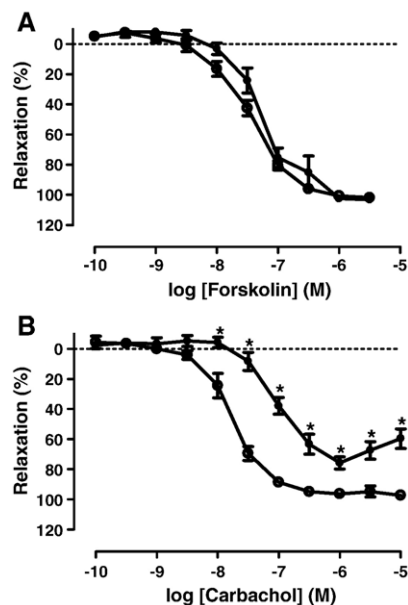 A
0
20
40
60
80
100
120
Relaxation (%)
-10 -9 -8 -7 -6 -5
log [Forskolin] (M)
B
0
20
40
60
80
100
120
Relaxation (%)
* * * * * * *
-10 -9 -8 -7 -6 -5
log [Carbachol] (M)